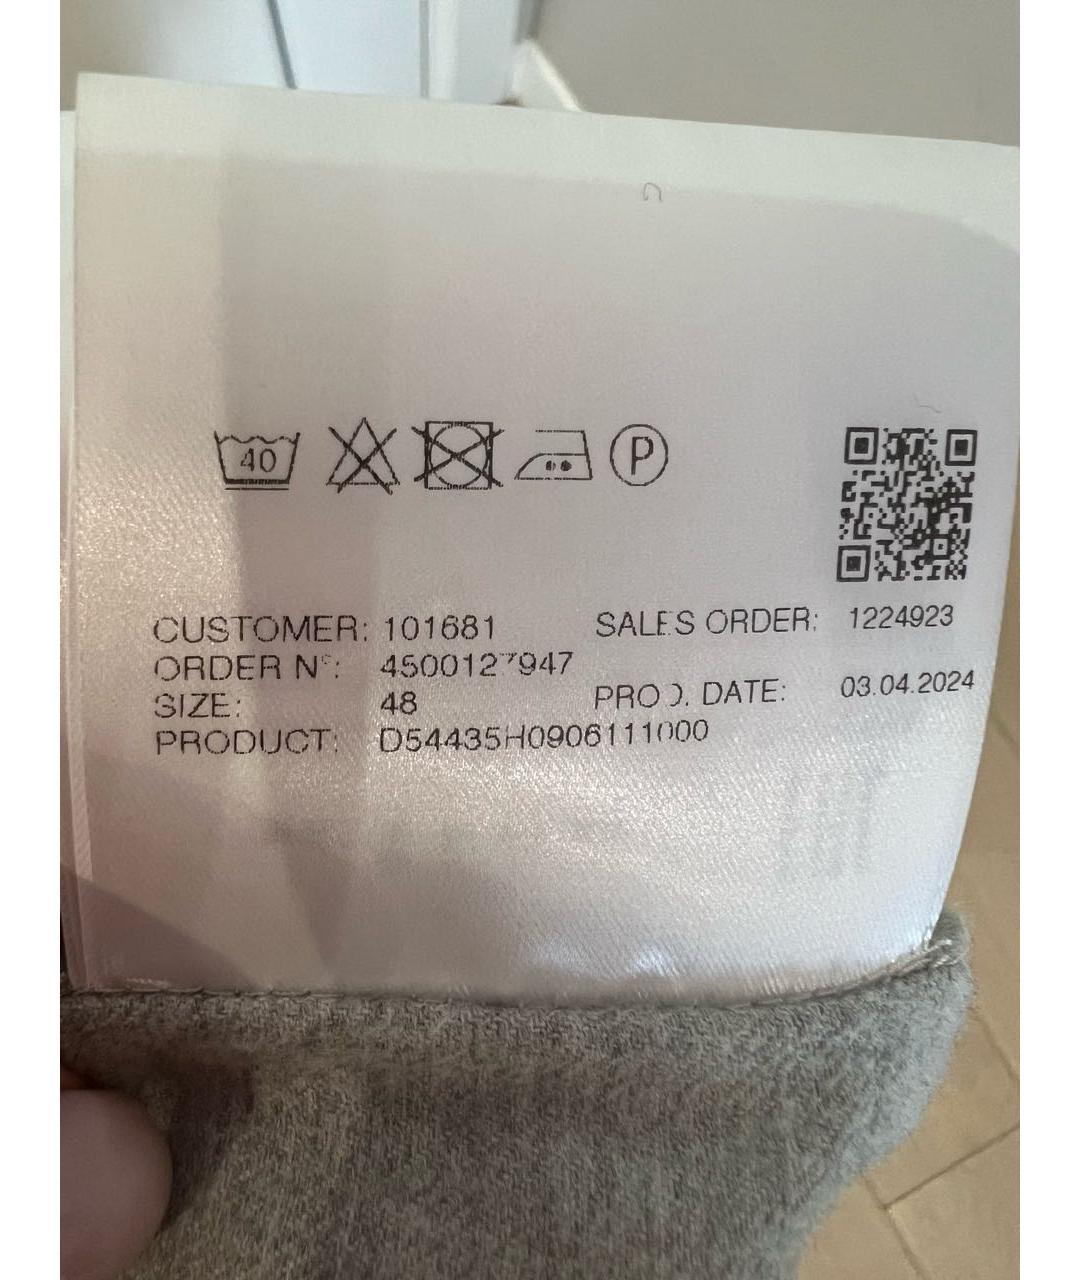 40
P
CUSTOMER: 101681 SALES ORDER: 1224923
ORDER N°: 4500127947
SIZE: 48 PROD. DATE: 03.04.2024
PRODUCT: D54435H0906111000